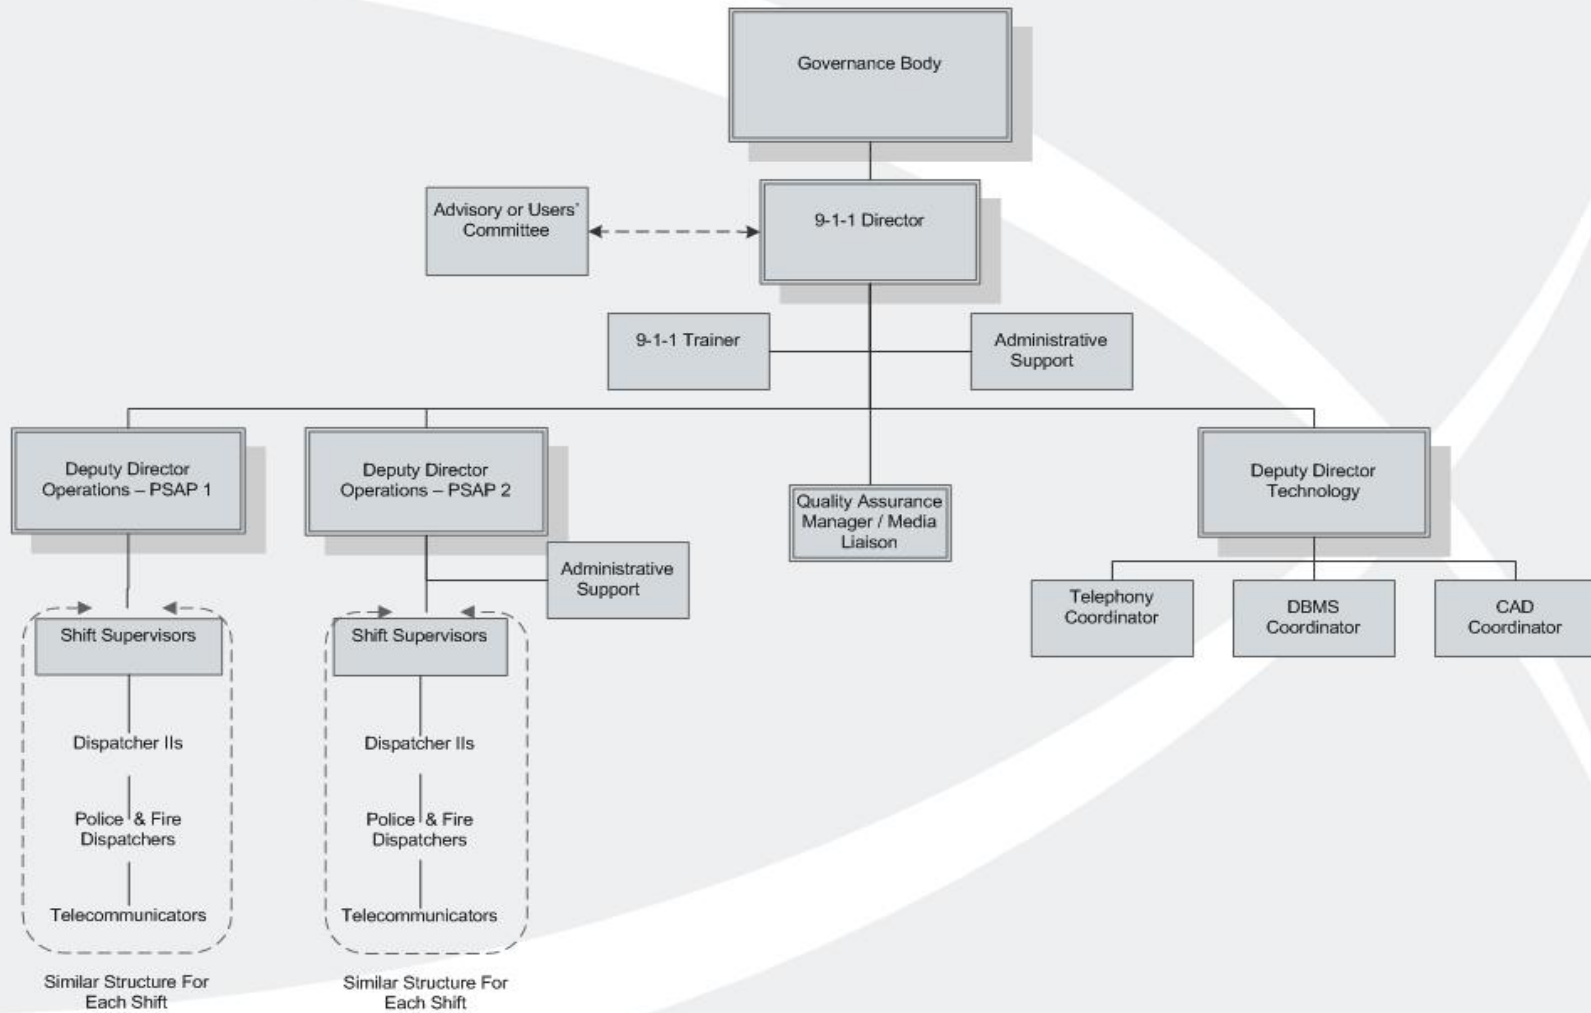 Governance Body
Advisory or Users'
Committee
9-1-1 Director
9-1-1 Trainer
Administrative
Support
Deputy Director
Operations – PSAP 1
Deputy Director
Operations – PSAP 2
Quality Assurance
Manager / Media
Liaison
Deputy Director
Technology
Administrative
Support
Telephony
Coordinator
DBMS
Coordinator
CAD
Coordinator
Shift Supervisors
Dispatcher IIs
Police & Fire
Dispatchers
Telecommunicators
Similar Structure For
Each Shift
Shift Supervisors
Dispatcher IIs
Police & Fire
Dispatchers
Telecommunicators
Similar Structure For
Each Shift